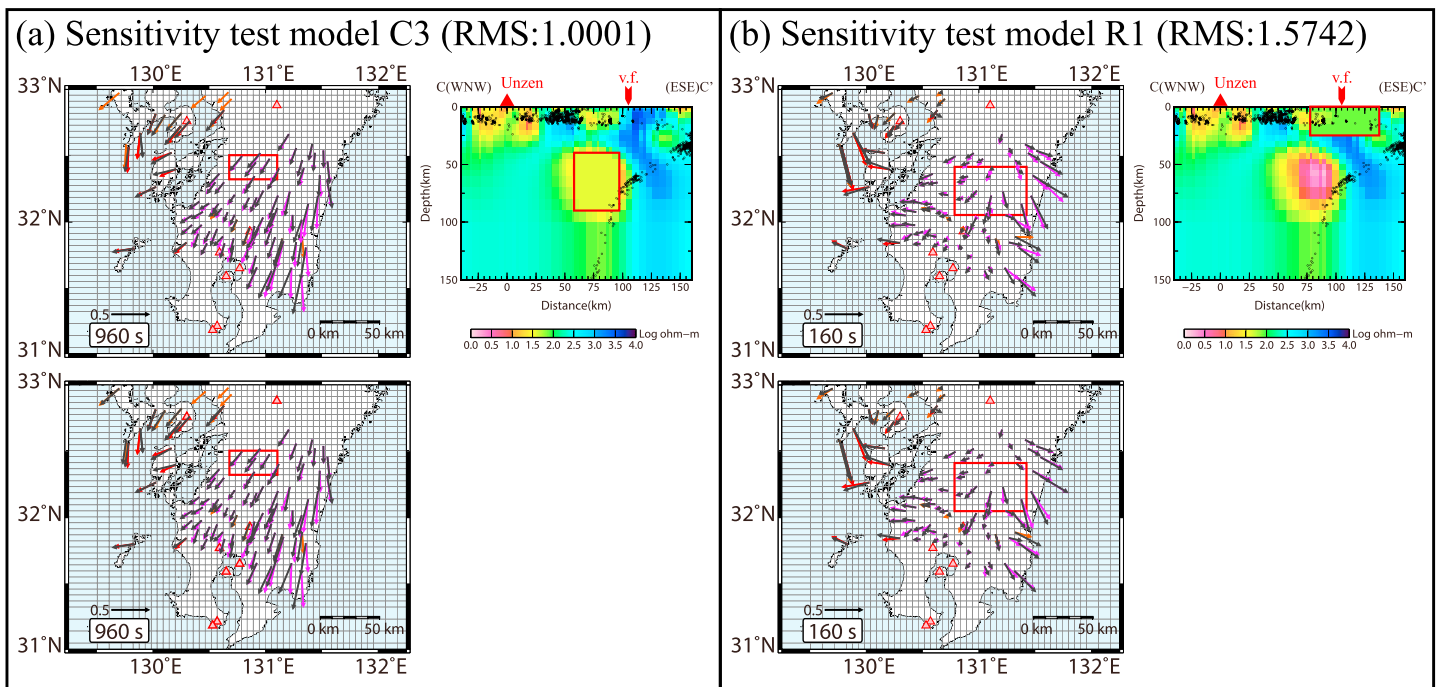 (a) Sensitivity test model C3 (RMS:1.0001)
130˚E 131˚E 132˚E
33˚N
32˚N
31˚N
0.5
960 s
0 km 50 km
C(WNW) Unzen v.f. (ESE)C’
0
50
100
150
Depth(km)
−25 0 25 50 75 100 125 150
Distance(km)
Log ohm−m
0.0 0.5 1.0 1.5 2.0 2.5 3.0 3.5 4.0
33˚N
32˚N
31˚N
0.5
960 s
0 km 50 km
130˚E 131˚E 132˚E
(b) Sensitivity test model R1 (RMS:1.5742)
130˚E 131˚E 132˚E
33˚N
32˚N
31˚N
0.5
160 s
0 km 50 km
C(WNW) Unzen v.f. (ESE)C’
0
50
100
150
Depth(km)
−25 0 25 50 75 100 125 150
Distance(km)
Log ohm−m
0.0 0.5 1.0 1.5 2.0 2.5 3.0 3.5 4.0
33˚N
32˚N
31˚N
0.5
160 s
0 km 50 km
130˚E 131˚E 132˚E